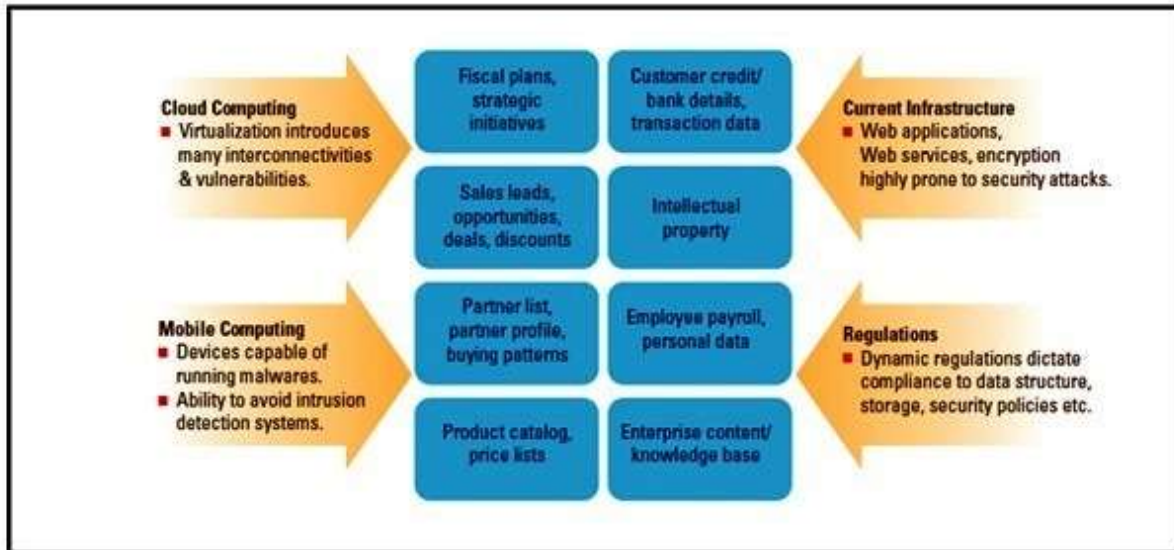 Cloud Computing
Virtualization introduces
many interconnectivities
& vulnerabilities.
Mobile Computing
Devices capable of
running malwares.
Ability to avoid intrusion
detection systems.
Fiscal plans,
strategic
initiatives
Customer credit/
bank details,
transaction data
Sales leads,
opportunities,
deals, discounts
Intellectual
property
Partner list,
partner profile,
buying patterns
Employee payroll,
personal data
Product catalog,
price lists
Enterprise content/
knowledge base
Current Infrastructure
Web applications,
Web services, encryption
highly prone to security attacks.
Regulations
Dynamic regulations dictate
compliance to data structure,
storage, security policies etc.